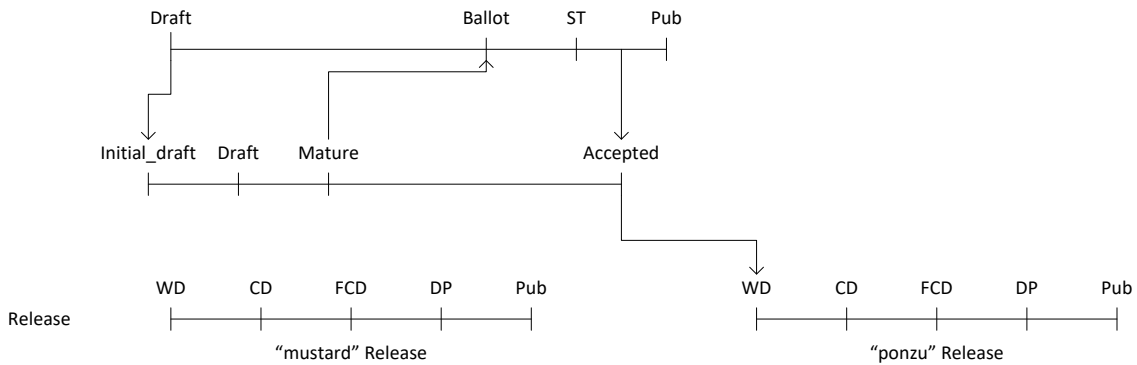 Draft Ballot ST Pub
Initial_draft Draft Mature Accepted
WD CD FCD DP Pub WD CD FCD DP Pub
Release
“mustard” Release “ponzu” Release